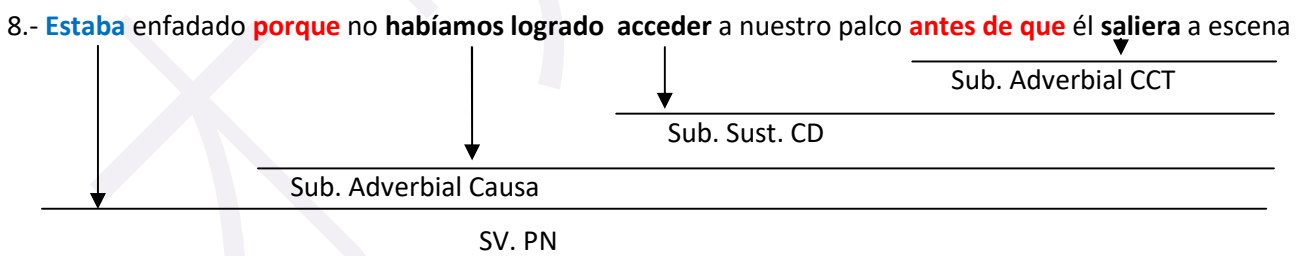 8.- Estaba enfadado porque no habíamos logrado acceder a nuestro palco antes de que él saliera a escena
Sub. Adverbial CCT
Sub. Sust. CD
Sub. Adverbial Causa
SV. PN